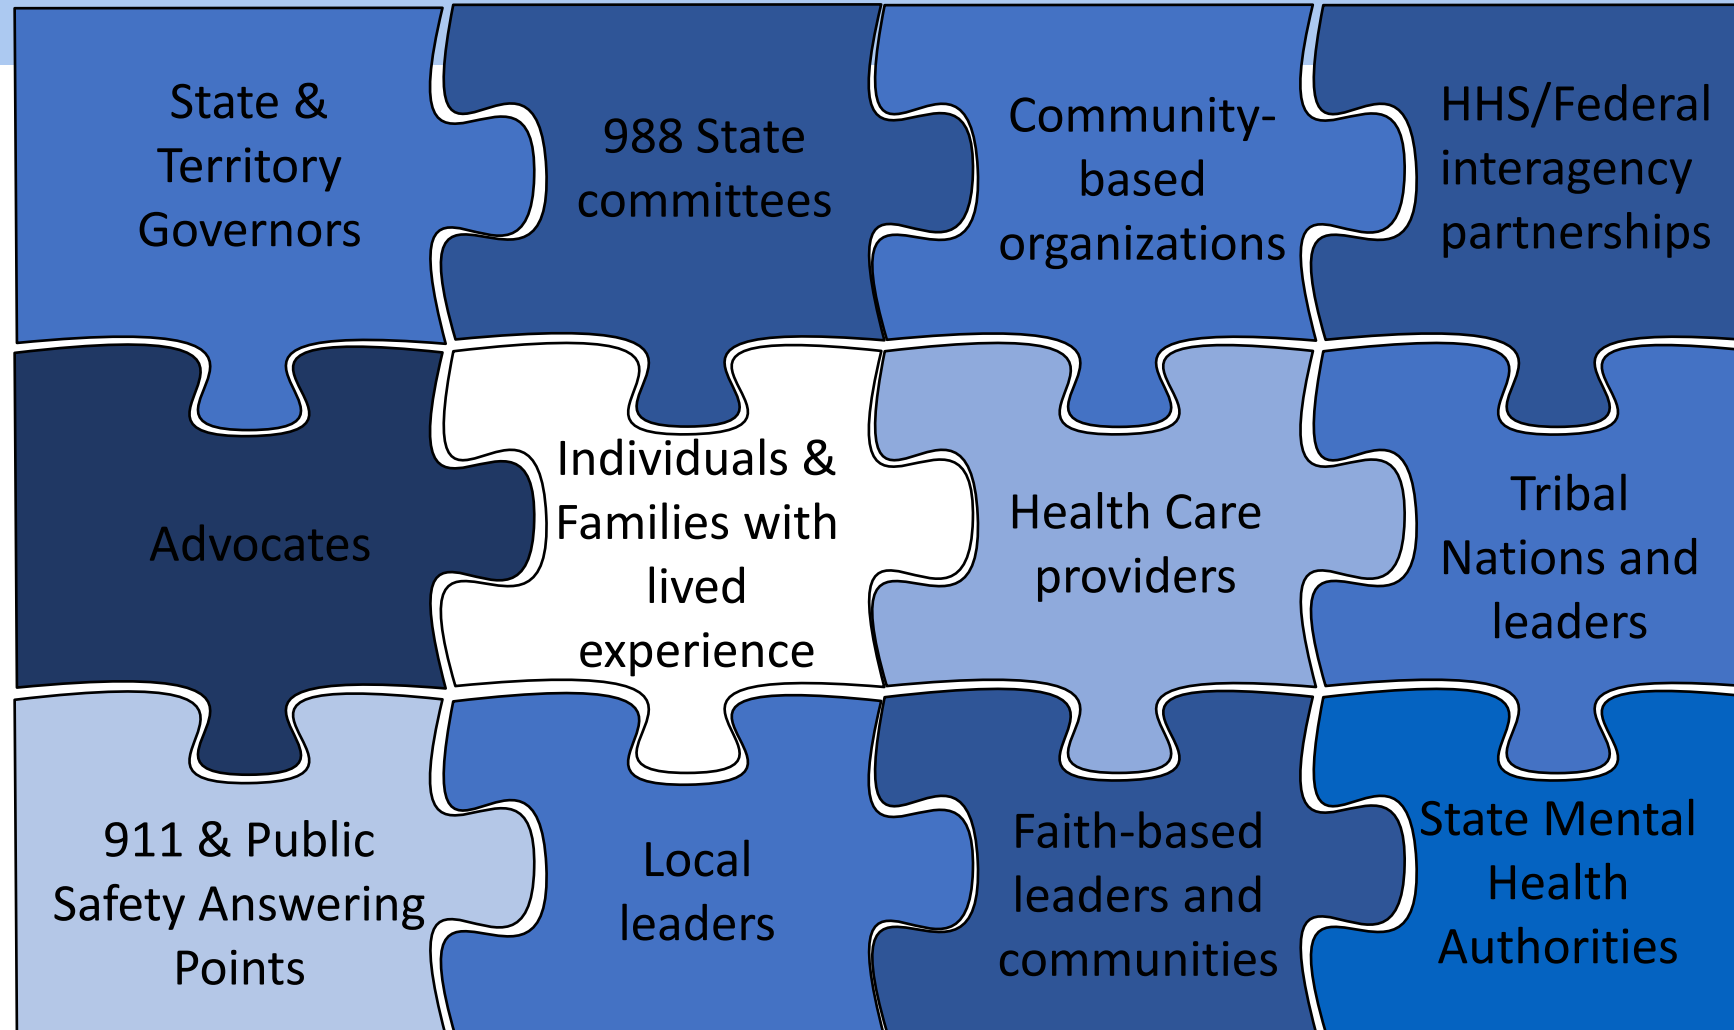 State &
Territory
Governors
988 State
committees
Community-
based
organizations
HHS/Federal
interagency
partnerships
Advocates
Individuals &
Families with
lived
experience
Health Care
providers
Tribal
Nations and
leaders
911 & Public
Safety Answering
Points
Local
leaders
Faith-based
leaders and
communities
State Mental
Health
Authorities